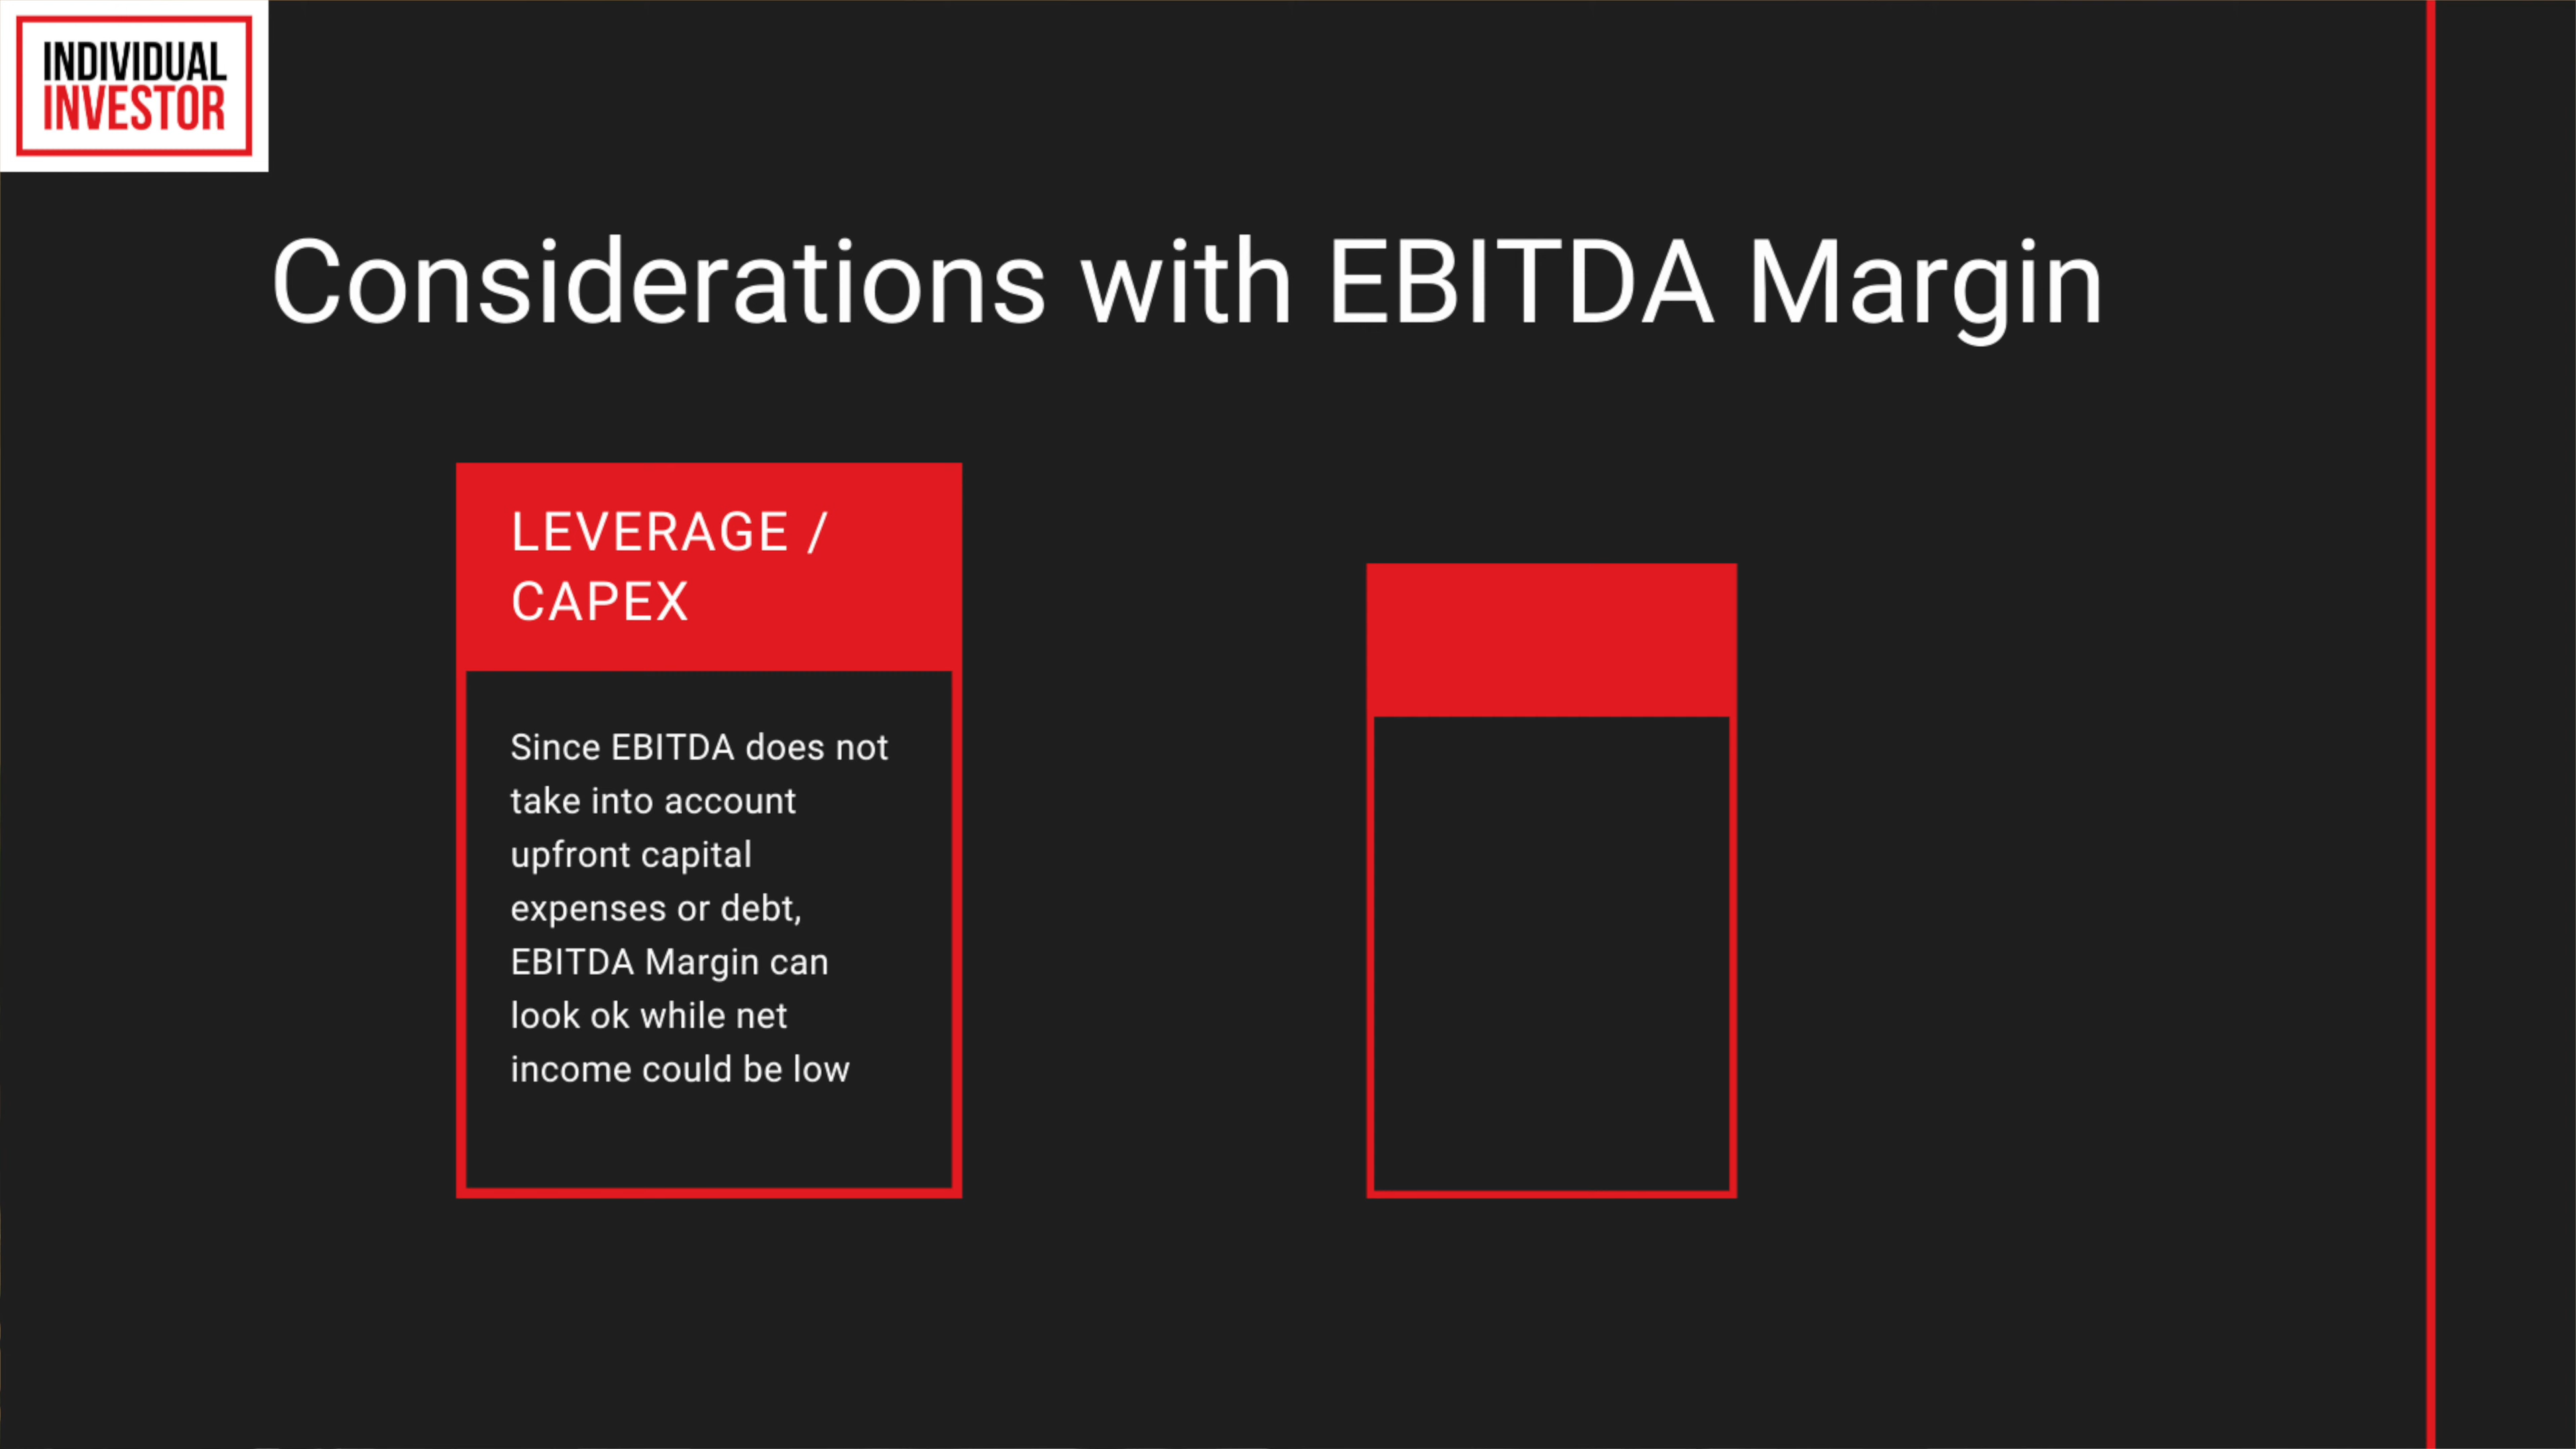 INDIVIDUAL
INVESTOR
Considerations with EBITDA Margin
LEVERAGE /
CAPEX
Since EBITDA does not
take into account
upfront capital
expenses or debt,
EBITDA Margin can
look ok while net
income could be low